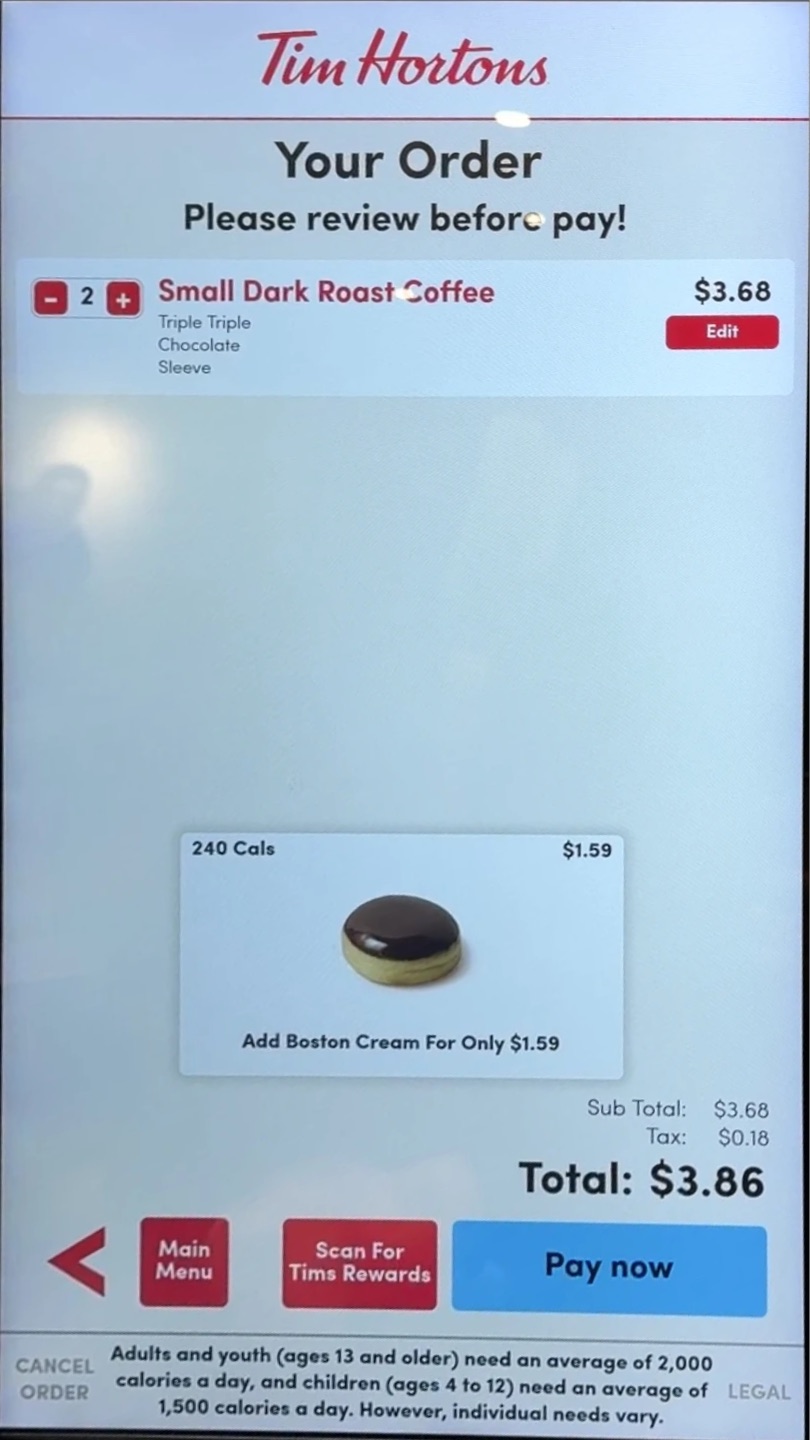 Tim Hortons
Your Order
Please review before pay!
- 2 + Small Dark Roast Coffee $3.68
Triple Triple
Edit
Chocolate
Sleeve
240 Cals $1.59
Add Boston Cream For Only $1.59
Sub Total: $3.68
Tax: $0.18
Total: $3.86
Main
Menu
Scan For
Tims Rewards
Pay now
CANCEL
ORDER
Adults and youth (ages 13 and older) need an average of 2,000
calories a day, and children (ages 4 to 12) need an average of
1,500 calories a day. However, individual needs vary.
LEGAL